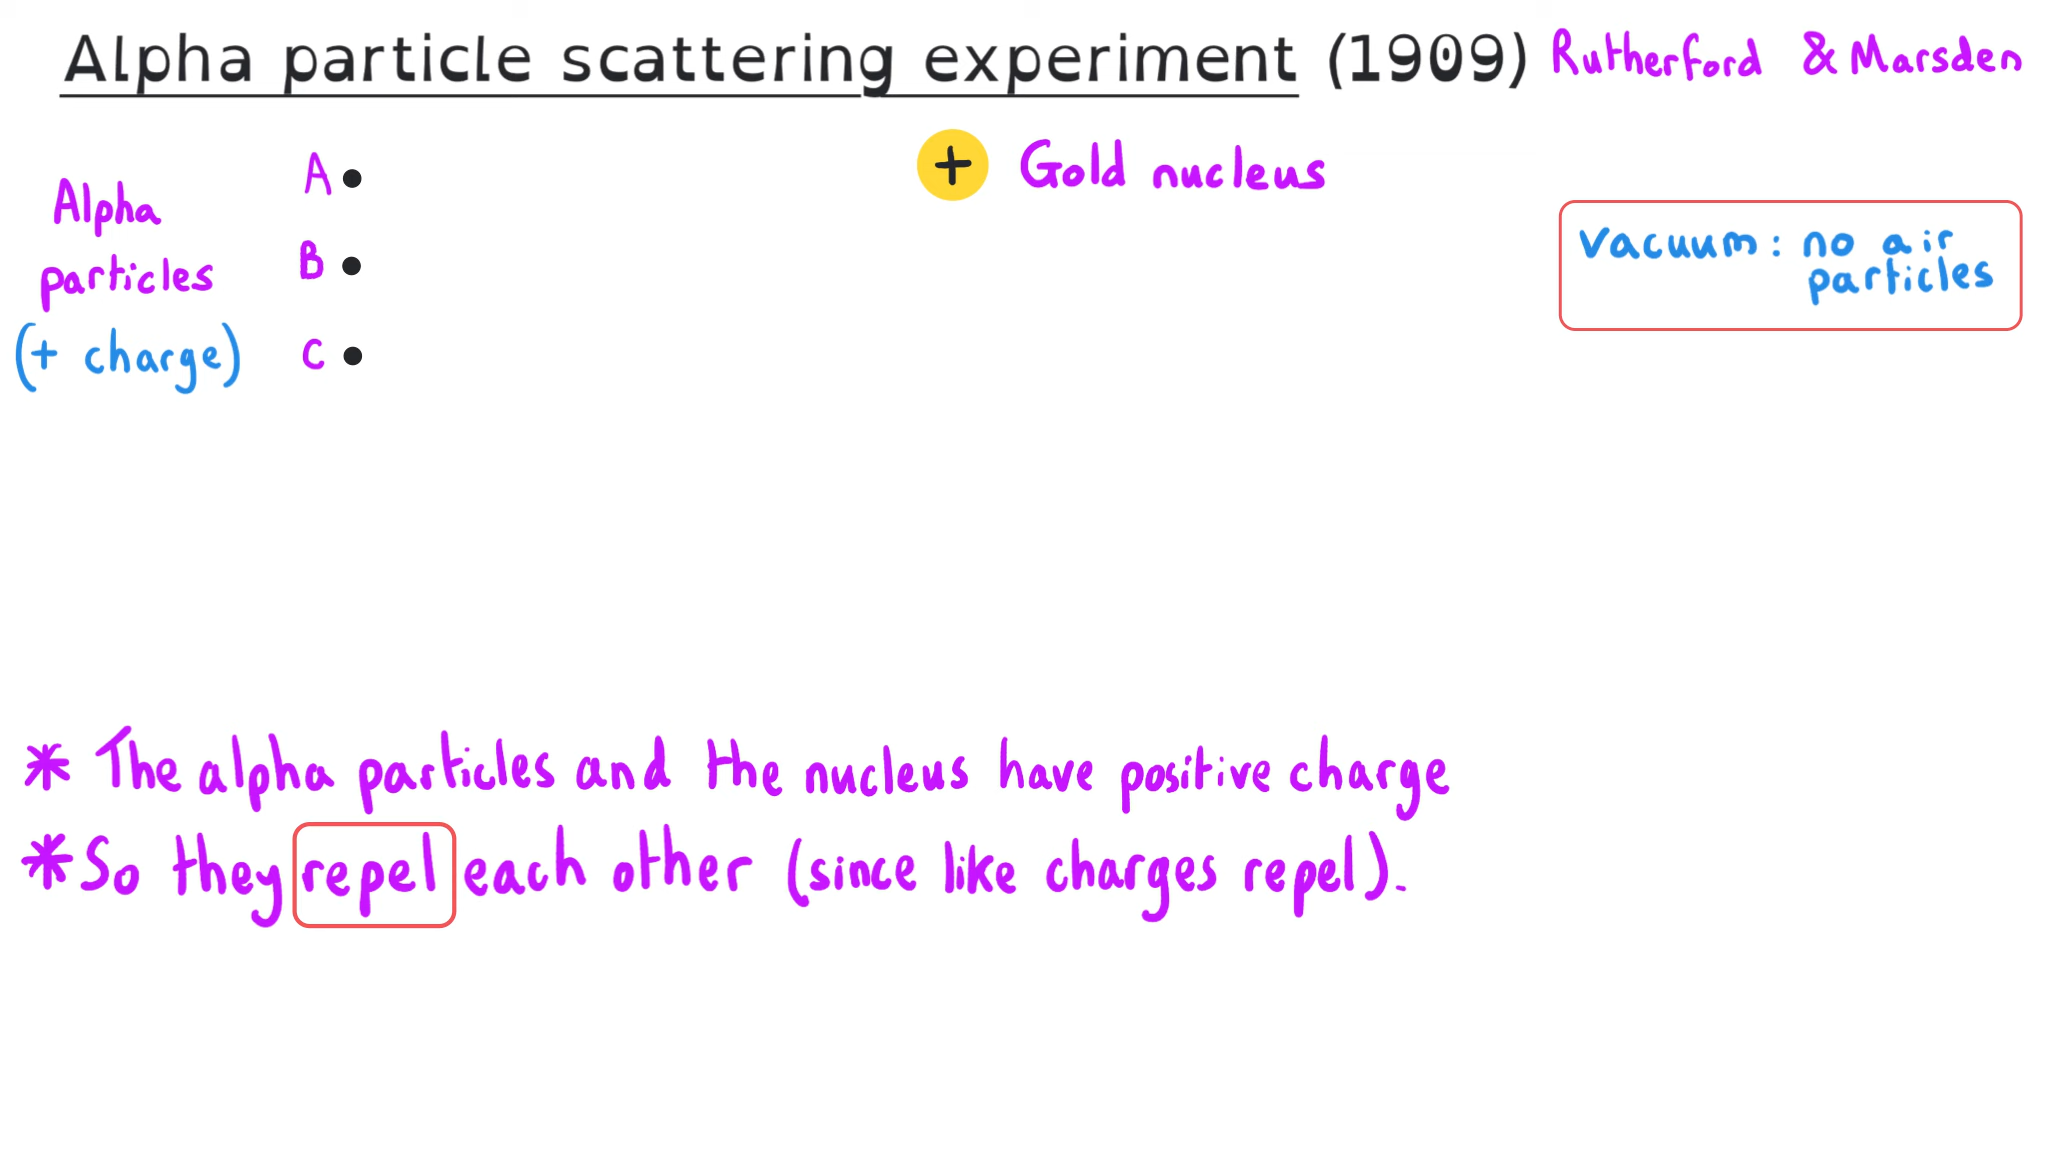 Alpha particle scattering experiment (1909) Rutherford & Marsden
+ Gold nucleus
A
Alpha
particles
(+ charge)
B
C
vacuum: no air
particles
* The alpha particles and the nucleus have positive charge
* So they repel each other (since like charges repel).